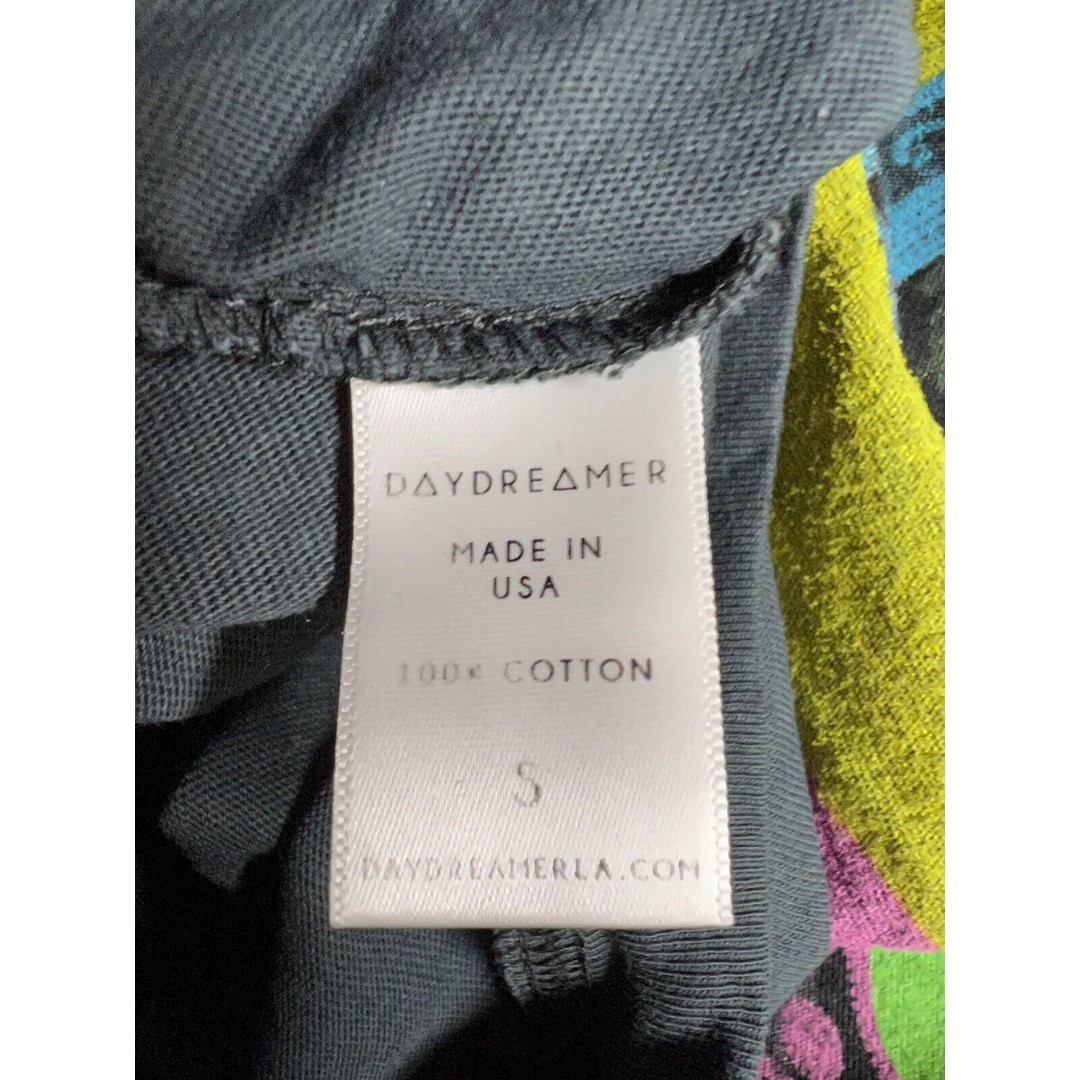 DAYDREAMER
MADE IN
USA
100% COTTON
S
DAYDREAMERLA.COM